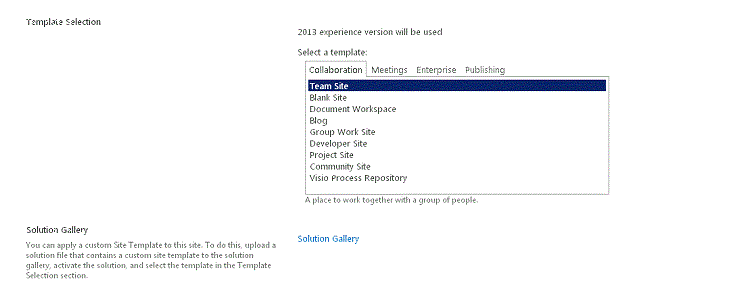 Template Selection
2013 experience version will be used
Select a template:
Collaboration Meetings Enterprise Publishing
Team Site
Blank Site
Document Workspace
Blog
Group Work Site
Developer Site
Project Site
Community Site
Visio Process Repository
A place to work together with a group of people.
Solution Gallery
You can apply a custom Site Template to this site. To do this, upload a
solution file that contains a custom site template to the solution
gallery, activate the solution, and select the template in the Template
Selection section.
Solution Gallery